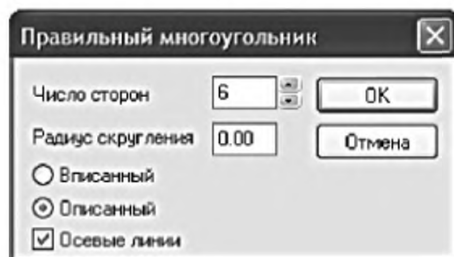 Правильный многоугольник
Число сторон 6 OK
Радиус скругления 0.00 Отмена
Вписанный
Описанный
Осевые линии